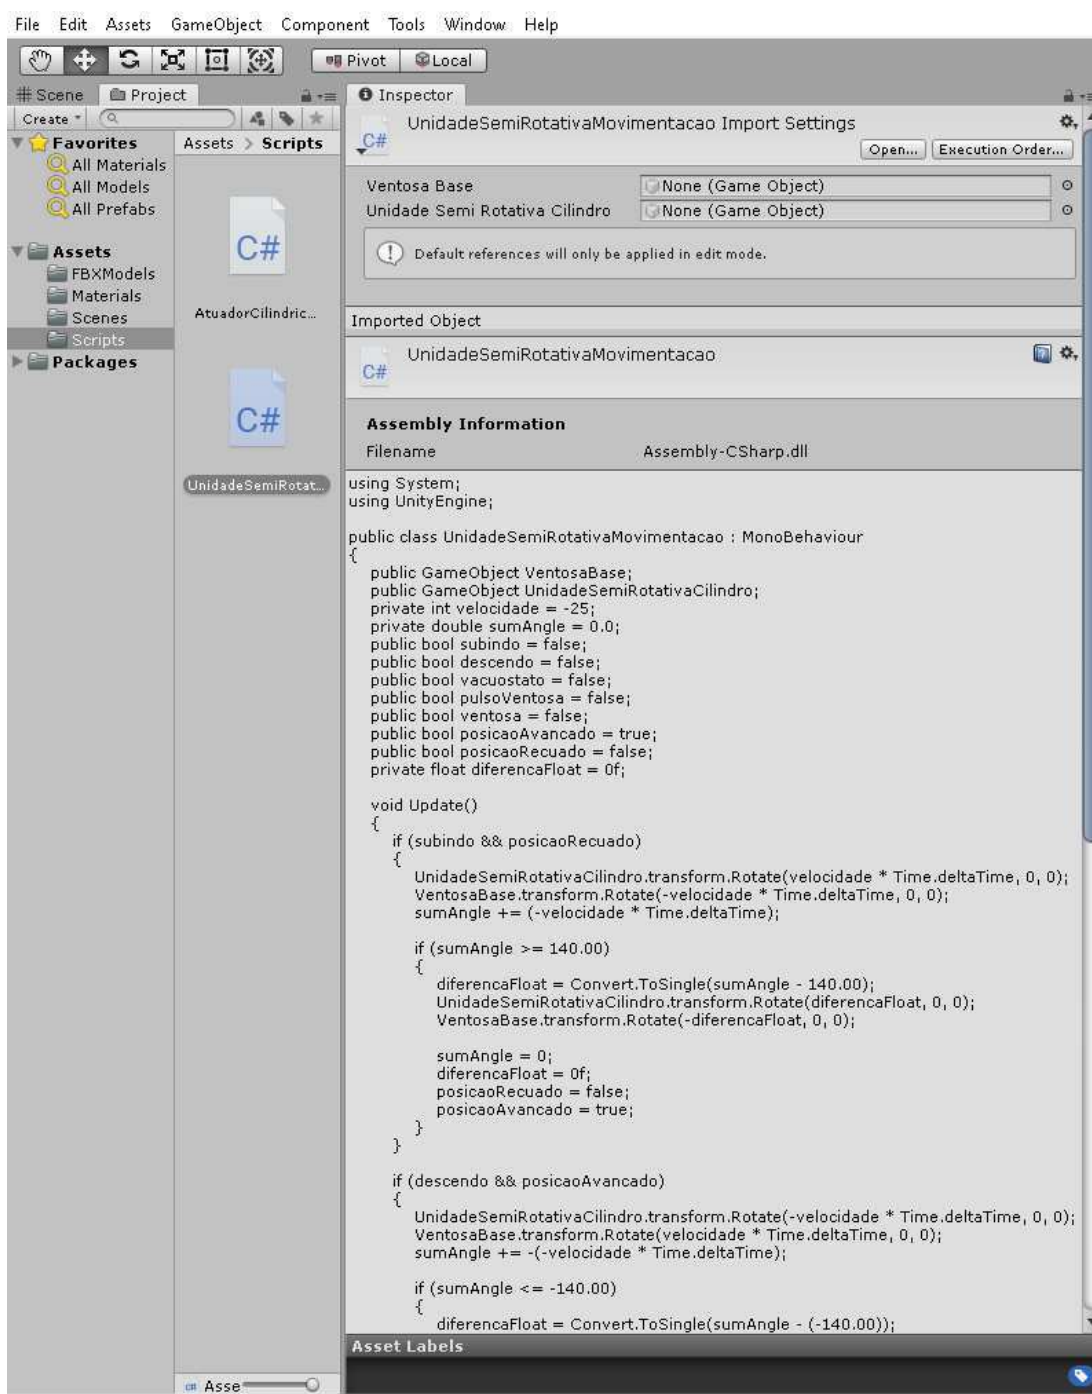 File Edit Assets GameObject Component Tools Window Help
Pivot Local
Scene Project
Create
Favorites
All Materials
All Models
All Prefabs
Assets
FBXModels
Materials
Scenes
Scripts
Packages
Assets > Scripts
C#
AtuadorCilindric...
C#
UnidadeSemiRotat...
Asse
Inspector
C#
UnidadeSemiRotativaMovimentacao Import Settings
Open... Execution Order...
Ventosa Base None (Game Object)
Unidade Semi Rotativa Cilindro None (Game Object)
Default references will only be applied in edit mode.
Imported Object
UnidadeSemiRotativaMovimentacao
C#
Assembly Information
Filename Assembly-CSharp.dll
using System;
using UnityEngine;
public class UnidadeSemiRotativaMovimentacao : MonoBehaviour
{
public GameObject VentosaBase;
public GameObject UnidadeSemiRotativaCilindro;
private int velocidade = -25;
private double sumAngle = 0.0;
public bool subindo = false;
public bool descendo = false;
public bool vacuostato = false;
public bool pulsoVentosa = false;
public bool ventosa = false;
public bool posicaoAvancado = true;
public bool posicaoRecuado = false;
private float diferencaFloat = 0f;
void Update()
{
if (subindo && posicaoRecuado)
{
UnidadeSemiRotativaCilindro.transform.Rotate(velocidade * Time.deltaTime, 0, 0);
VentosaBase.transform.Rotate(-velocidade * Time.deltaTime, 0, 0);
sumAngle += (-velocidade * Time.deltaTime);
if (sumAngle >= 140.00)
{
diferencaFloat = Convert.ToSingle(sumAngle - 140.00);
UnidadeSemiRotativaCilindro.transform.Rotate(diferencaFloat, 0, 0);
VentosaBase.transform.Rotate(-diferencaFloat, 0, 0);
sumAngle = 0;
diferencaFloat = 0f;
posicaoRecuado = false;
posicaoAvancado = true;
}
}
if (descendo && posicaoAvancado)
{
UnidadeSemiRotativaCilindro.transform.Rotate(-velocidade * Time.deltaTime, 0, 0);
VentosaBase.transform.Rotate(velocidade * Time.deltaTime, 0, 0);
sumAngle += -(-velocidade * Time.deltaTime);
if (sumAngle <= -140.00)
{
diferencaFloat = Convert.ToSingle(sumAngle - (-140.00));
Asset Labels